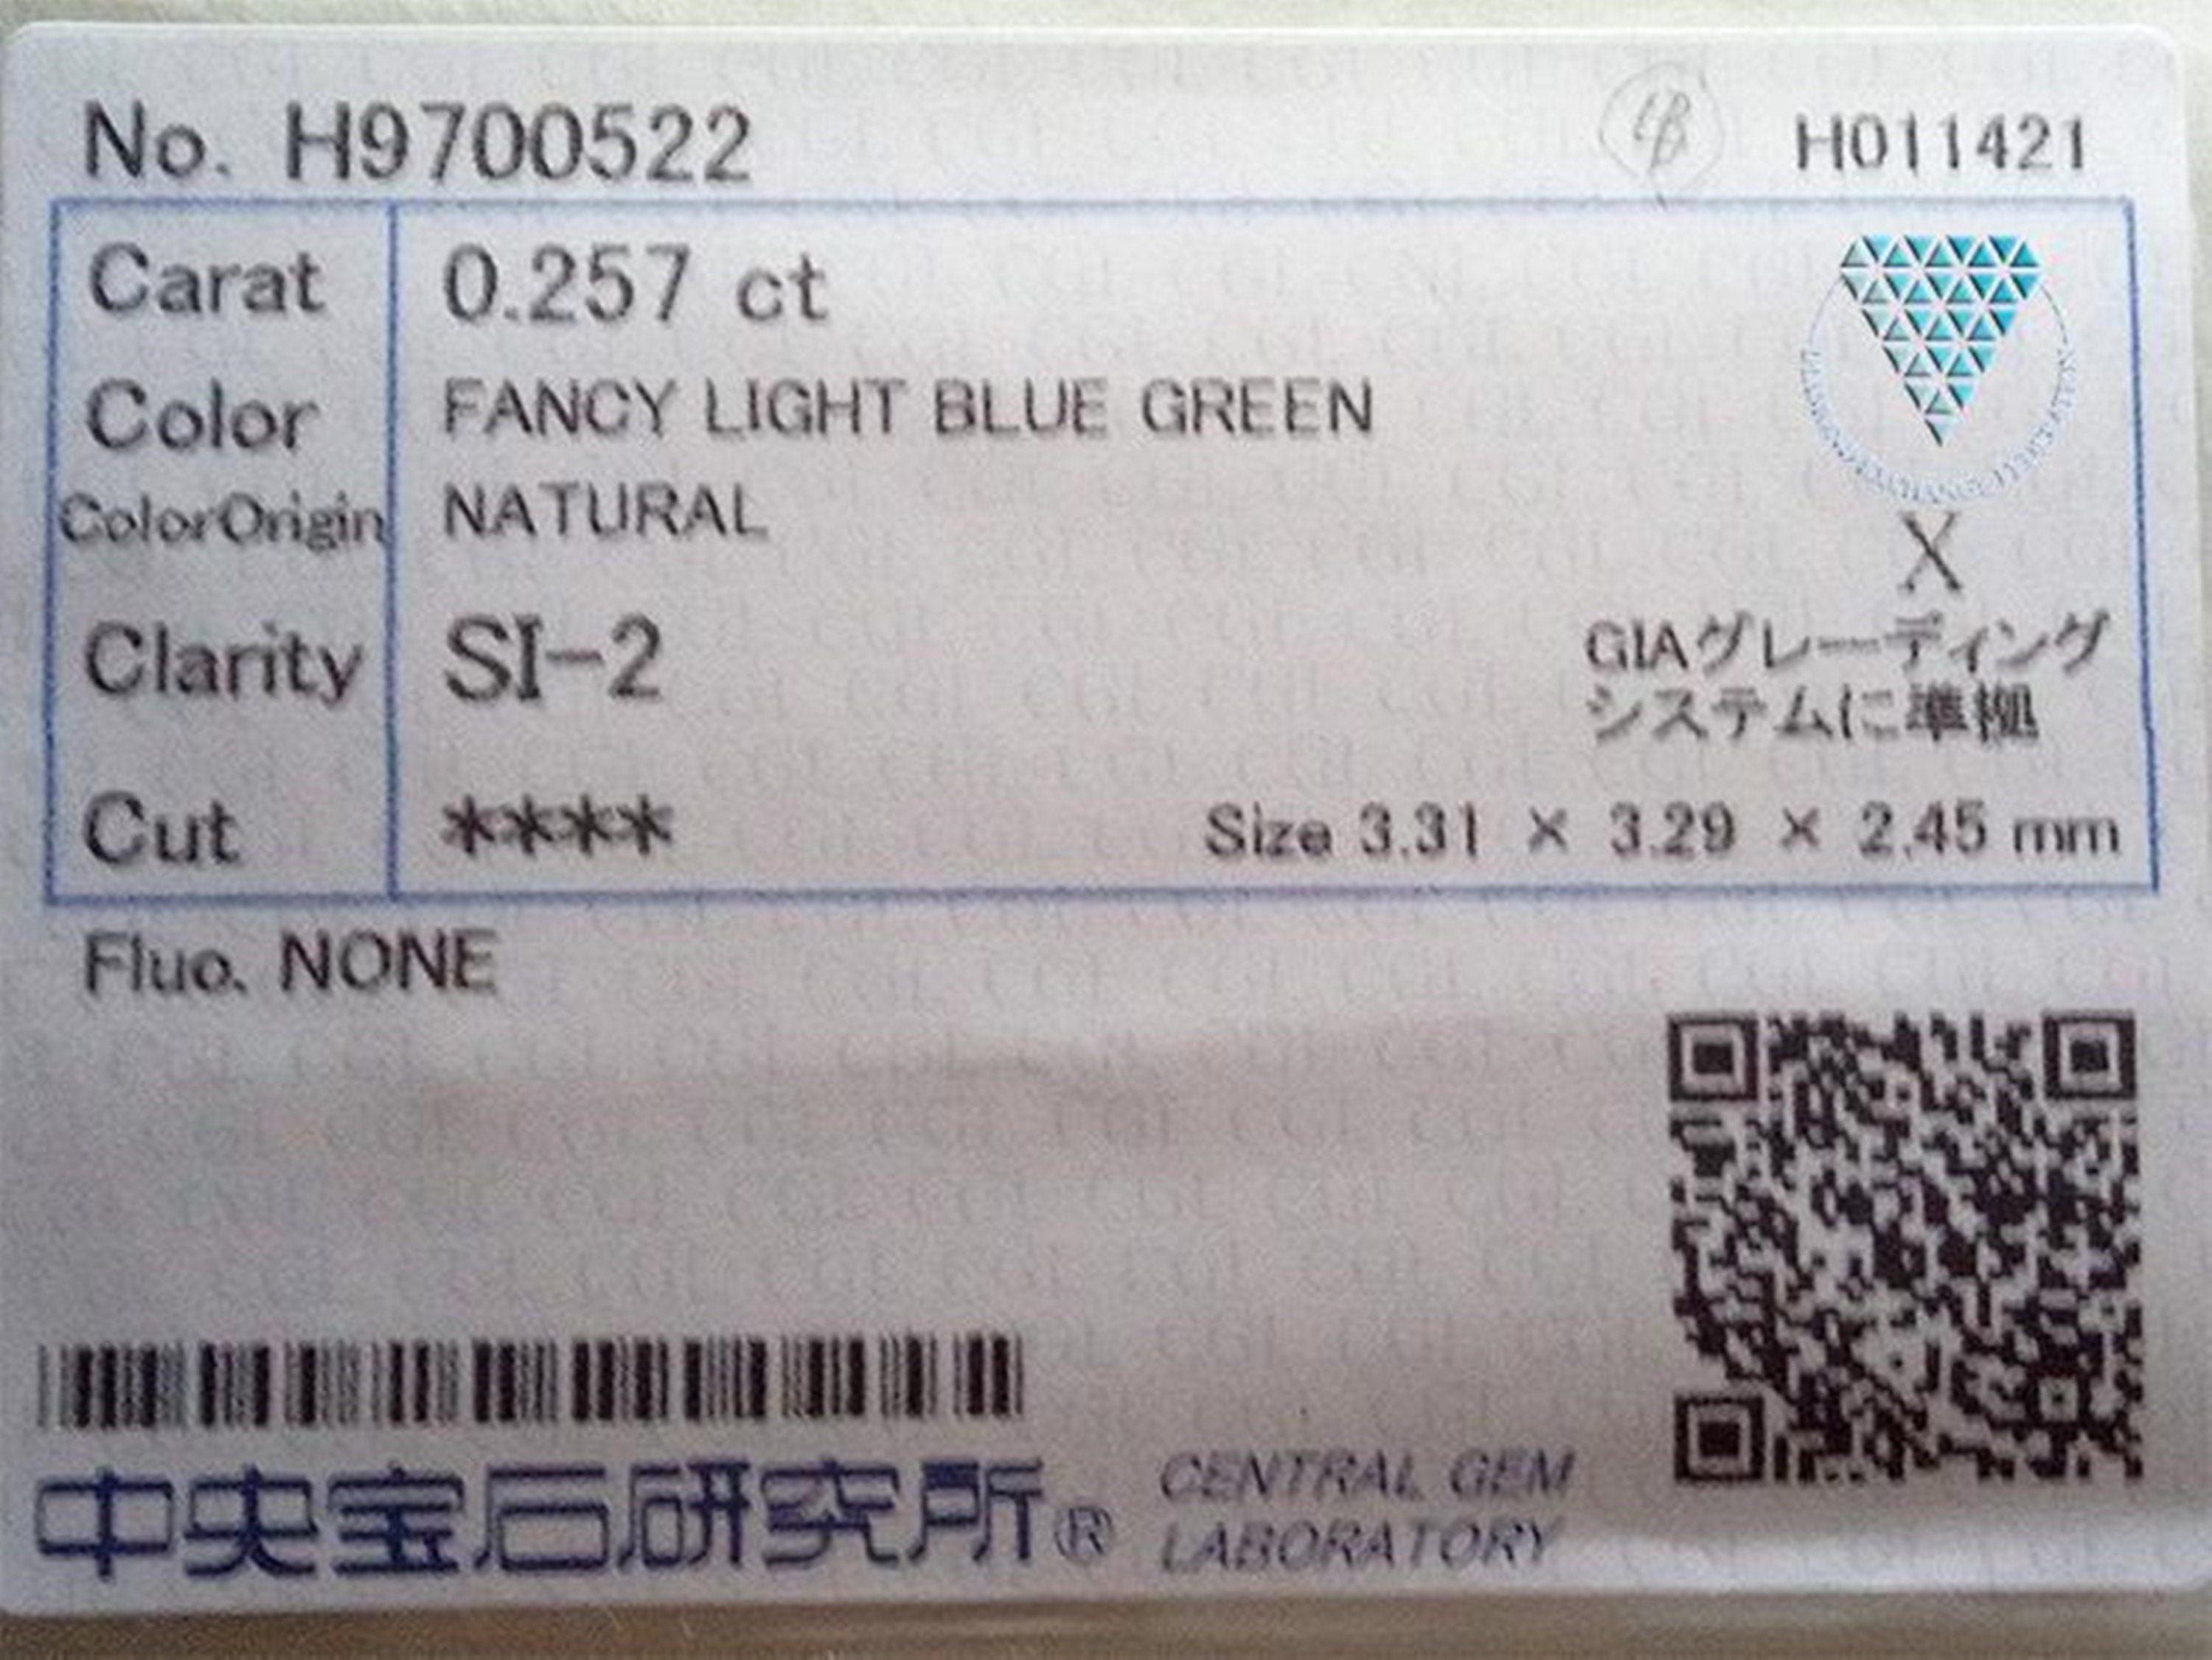 No. H9700522
H011421
Carat 0.257 ct
Color FANCY LIGHT BLUE GREEN
ColorOrigin NATURAL
X
Clarity SI-2
GIAグレーディング
システムに準拠
Cut ****
Size 3.31 × 3.29 × 2.45 mm
Fluo. NONE
中央宝石研究所®
CENTRAL GEM
LABORATORY